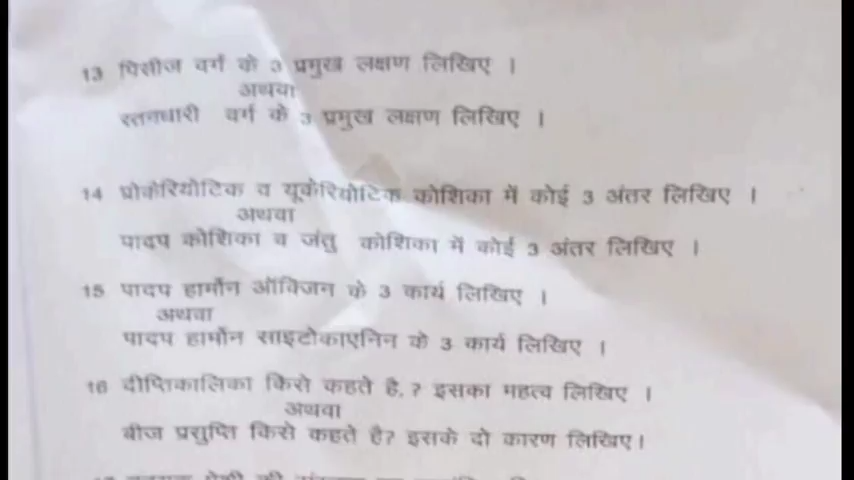 13 पिसीज वर्ग के 3 प्रमुख लक्षण लिखिए ।
अथवा
स्तनधारी वर्ग के 3 प्रमुख लक्षण लिखिए ।
14 प्रोकेरियोटिक व यूकेरियोटिक कोशिका में कोई 3 अंतर लिखिए ।
अथवा
पादप कोशिका व जंतु कोशिका में कोई 3 अंतर लिखिए ।
15 पादप हार्मोन ऑक्जिन के 3 कार्य लिखिए ।
अथवा
पादप हार्मोन साइटोकाएनिन के 3 कार्य लिखिए ।
16 दीप्तिकालिका किसे कहते है, ? इसका महत्व लिखिए ।
अथवा
बीज प्रसुप्ति किसे कहते है? इसके दो कारण लिखिए।